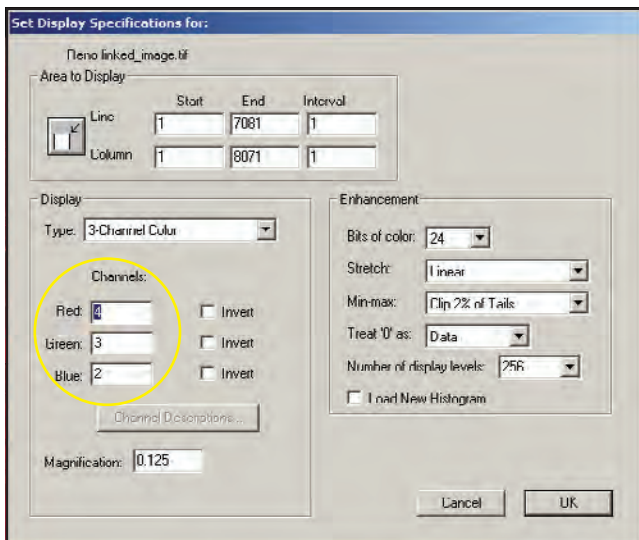 Set Display Specifications for:
Reno linked_image.tif
Area to Display
Start End Interval
Line 1 7081 1
Column 1 8071 1
Display
Type: 3-Channel Color
Channels:
Red: 4 Invert
Green: 3 Invert
Blue: 2 Invert
Channel Descriptions...
Magnification: 0.125
Enhancement
Bits of color: 24
Stretch: Linear
Min-max: Clip 2% of Tails
Treat '0' as: Data
Number of display levels: 256
Load New Histogram
Cancel OK